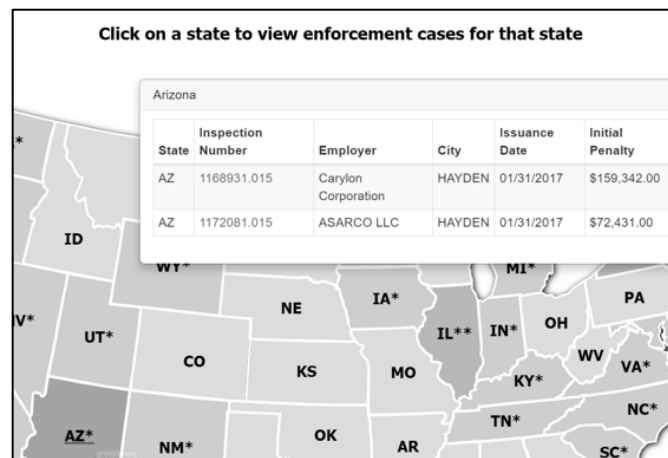 Click on a state to view enforcement cases for that state
Arizona
State Inspection Number Employer City Issuance Date Initial Penalty
AZ 1168931.015 Carylon Corporation HAYDEN 01/31/2017 $159,342.00
AZ 1172081.015 ASARCO LLC HAYDEN 01/31/2017 $72,431.00
ID
WY*
MI*
NE
IA*
PA
IL**
IN*
OH
UT*
CO
KS
MO
WV
VA*
KY*
NC*
TN*
AZ*
NM*
OK
AR
SC*